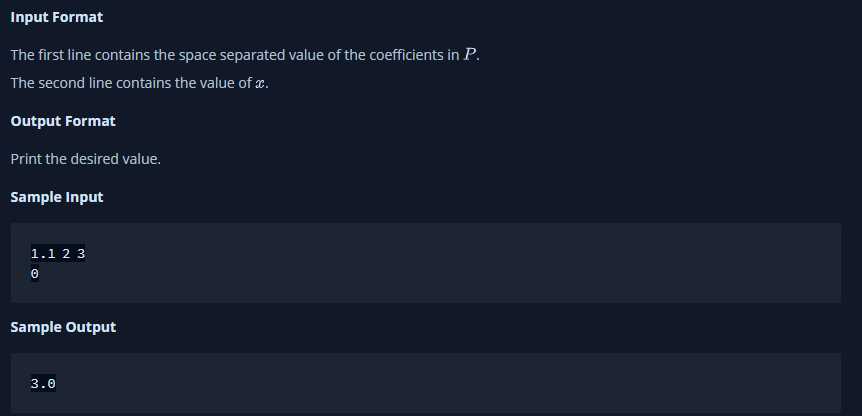 Input Format
The first line contains the space separated value of the coefficients in P.
The second line contains the value of x.
Output Format
Print the desired value.
Sample Input
1.1 2 3
0
Sample Output
3.0